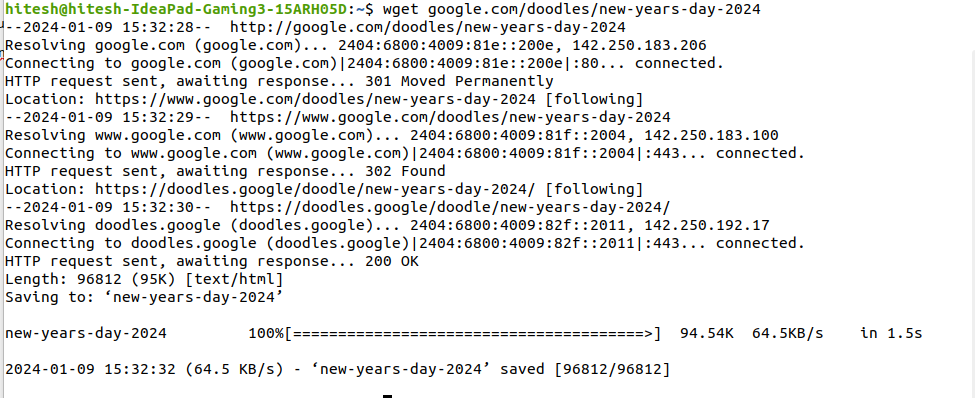 hitesh@hitesh-IdeaPad-Gaming3-15ARH05D:~$ wget google.com/doodles/new-years-day-2024
--2024-01-09 15:32:28--  http://google.com/doodles/new-years-day-2024
Resolving google.com (google.com)... 2404:6800:4009:81e::200e, 142.250.183.206
Connecting to google.com (google.com)|2404:6800:4009:81e::200e|:80... connected.
HTTP request sent, awaiting response... 301 Moved Permanently
Location: https://www.google.com/doodles/new-years-day-2024 [following]
--2024-01-09 15:32:29--  https://www.google.com/doodles/new-years-day-2024
Resolving www.google.com (www.google.com)... 2404:6800:4009:81f::2004, 142.250.183.100
Connecting to www.google.com (www.google.com)|2404:6800:4009:81f::2004|:443... connected.
HTTP request sent, awaiting response... 302 Found
Location: https://doodles.google/doodle/new-years-day-2024/ [following]
--2024-01-09 15:32:30--  https://doodles.google/doodle/new-years-day-2024/
Resolving doodles.google (doodles.google)... 2404:6800:4009:82f::2011, 142.250.192.17
Connecting to doodles.google (doodles.google)|2404:6800:4009:82f::2011|:443... connected.
HTTP request sent, awaiting response... 200 OK
Length: 96812 (95K) [text/html]
Saving to: ‘new-years-day-2024’
new-years-day-2024         100%[=======================================>]  94.54K  64.5KB/s    in 1.5s
2024-01-09 15:32:32 (64.5 KB/s) - ‘new-years-day-2024’ saved [96812/96812]